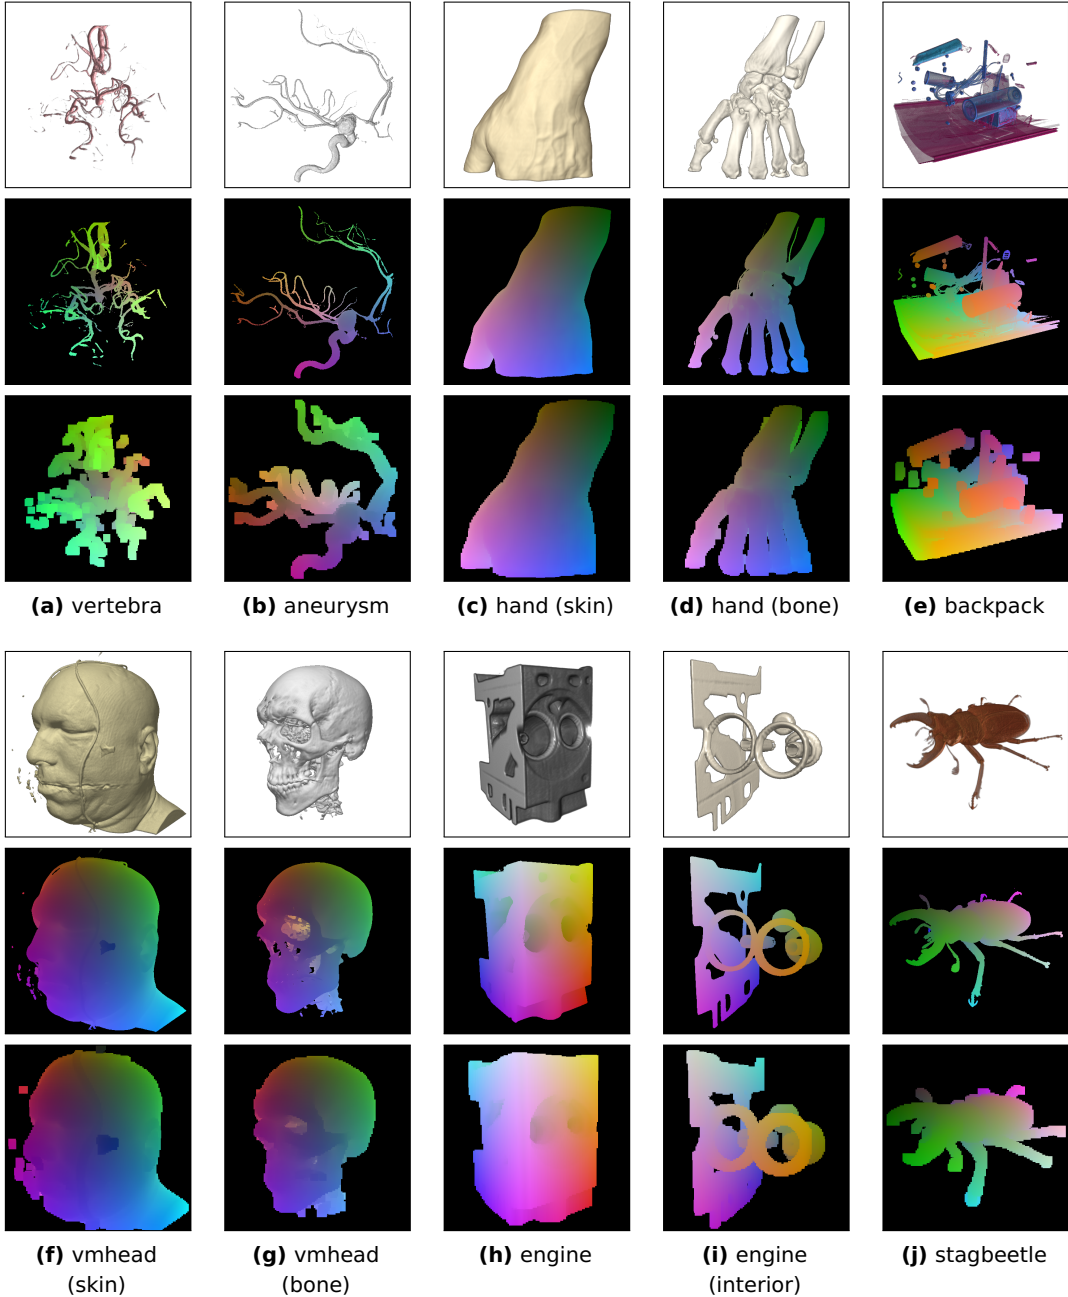 (a) vertebra
(b) aneurysm
(c) hand (skin)
(d) hand (bone)
(e) backpack
(f) vmhead
(skin)
(g) vmhead
(bone)
(h) engine
(i) engine
(interior)
(j) stagbeetle